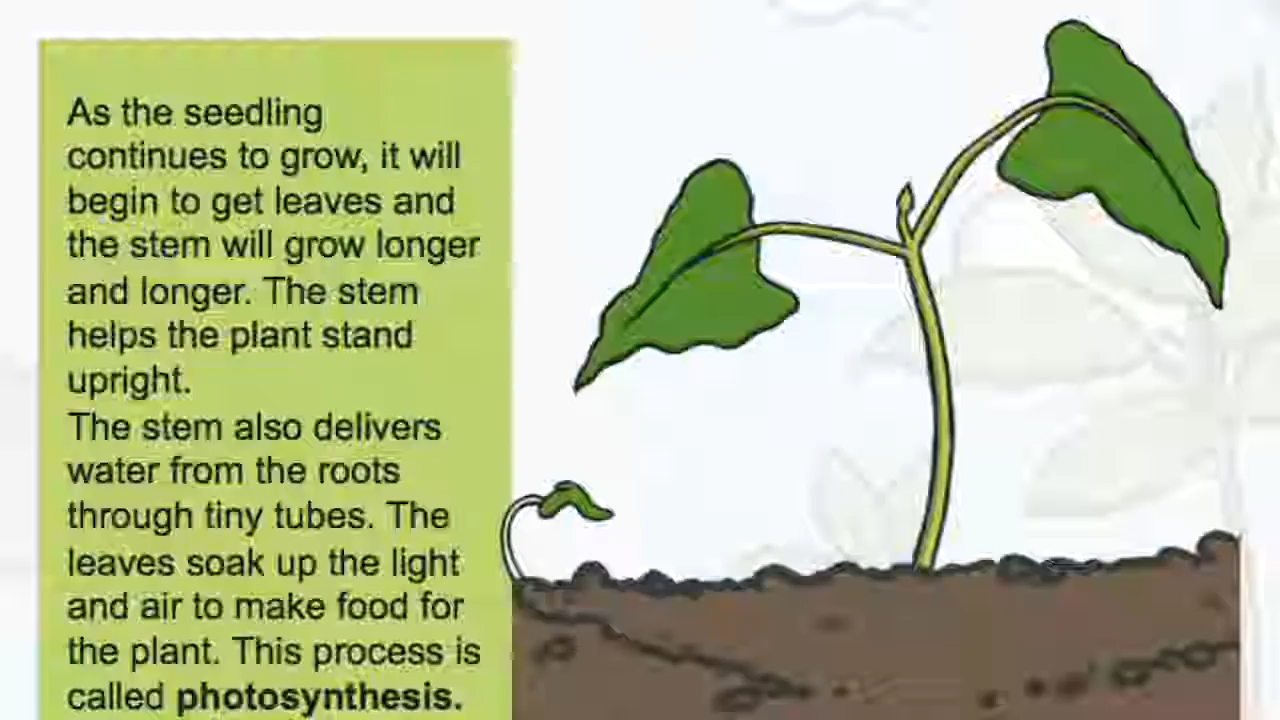 As the seedling
continues to grow, it will
begin to get leaves and
the stem will grow longer
and longer. The stem
helps the plant stand
upright.
The stem also delivers
water from the roots
through tiny tubes. The
leaves soak up the light
and air to make food for
the plant. This process is
called photosynthesis.